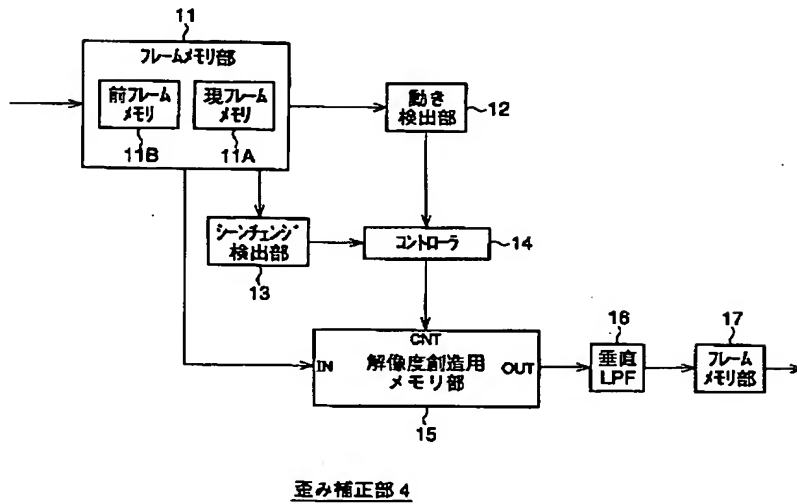 11
フレームメモリ部
前フレーム
メモリ
現フレーム
メモリ
11B
11A
動き
検出部
12
シーンチェンジ
検出部
13
コントローラ
14
CNT
IN
解像度創造用
メモリ部
OUT
15
16
垂直
LPF
17
フレーム
メモリ部
歪み補正部 4